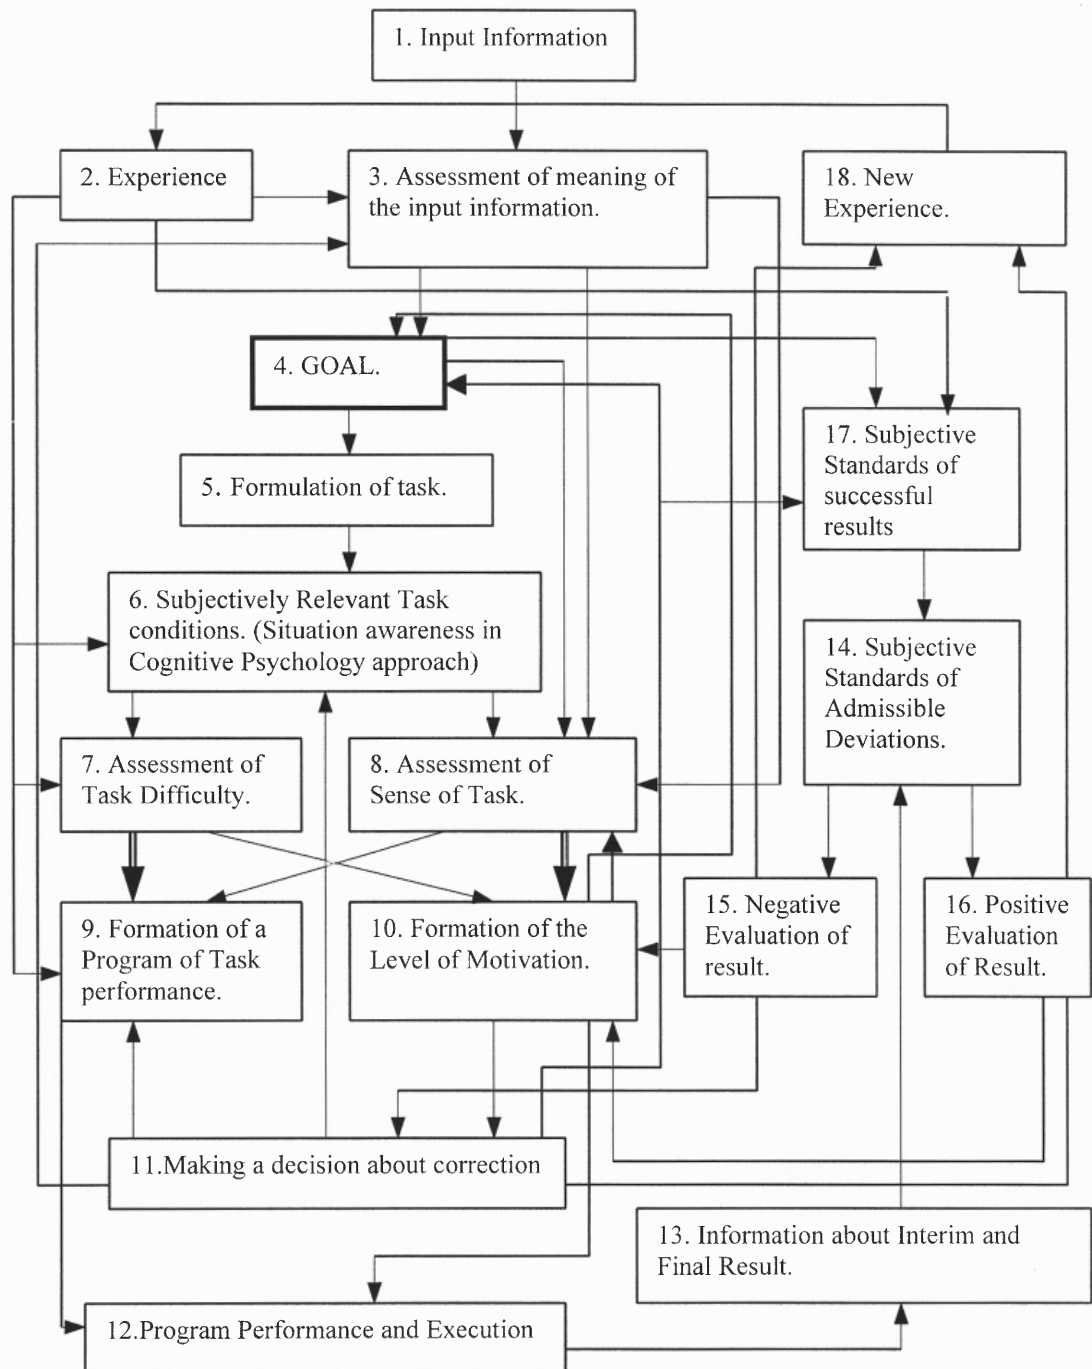 1. Input Information
2. Experience
3. Assessment of meaning of
the input information.
18. New
Experience.
4. GOAL.
17. Subjective
Standards of
successful
results
5. Formulation of task.
6. Subjectively Relevant Task
conditions. (Situation awareness in
Cognitive Psychology approach)
14. Subjective
Standards of
Admissible
Deviations.
7. Assessment of
Task Difficulty.
8. Assessment of
Sense of Task.
9. Formation of a
Program of Task
performance.
10. Formation of the
Level of Motivation.
15. Negative
Evaluation of
result.
16. Positive
Evaluation
of Result.
11.Making a decision about correction
13. Information about Interim and
Final Result.
12.Program Performance and Execution